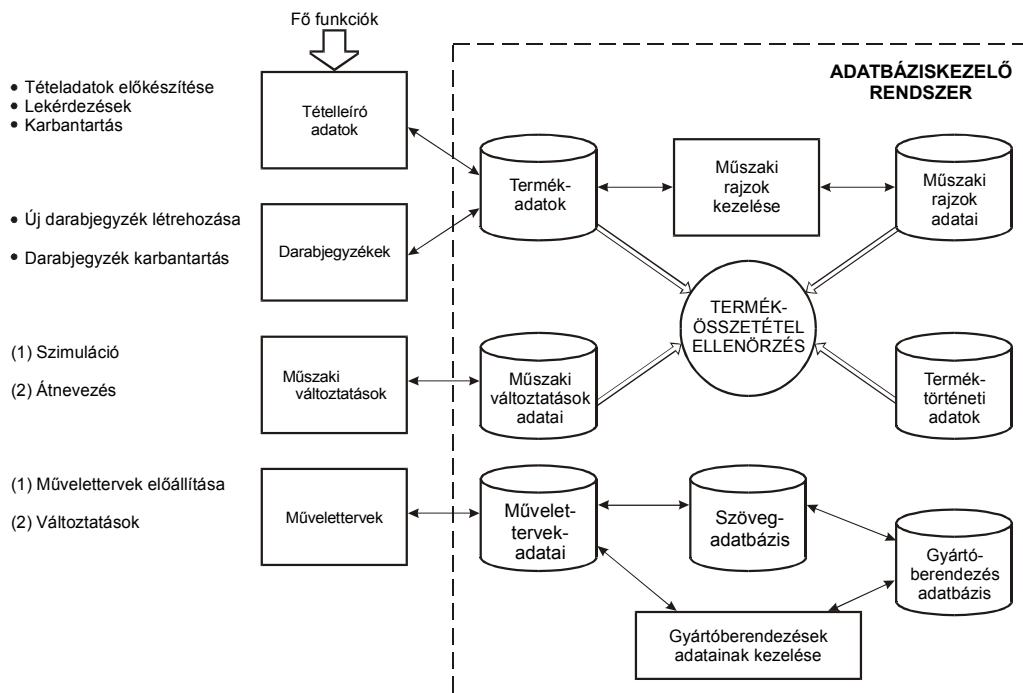 Fő funkciók
ADATBÁZISKEZELŐ
RENDSZER
• Tételadatok előkészítése
• Lekérdezések
• Karbantartás
Tételleíró
adatok
Termék-
adatok
Műszaki
rajzok
kezelése
Műszaki
rajzok
adatai
• Új darabjegyzék létrehozása
• Darabjegyzék karbantartás
Darabjegyzékek
TERMÉK-
ÖSSZETÉTEL
ELLENŐRZÉS
(1) Szimuláció
(2) Átnevezés
Műszaki
változtatások
Műszaki
változtatások
adatai
Termék-
történeti
adatok
(1) Művelettervek előállítása
(2) Változtatások
Művelettervek
Művelet-
tervek-
adatai
Szöveg-
adatbázis
Gyártó-
berendezés
adatbázis
Gyártóberendezések
adatainak kezelése